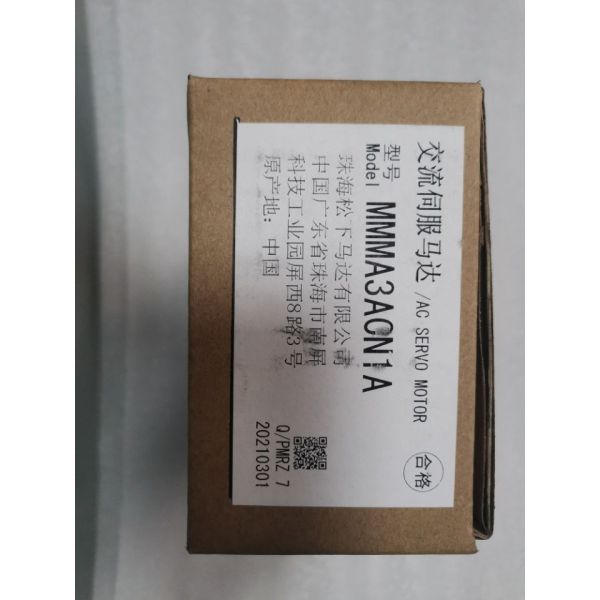 交流伺服马达 /AC SERVO MOTOR
型号
Model MMMA3ACN1A
合格
珠海松下马达有限公司
中国广东省珠海市南屏
科技工业园屏西8路3号
原产地: 中国
Q/PMRZ 7
20210301